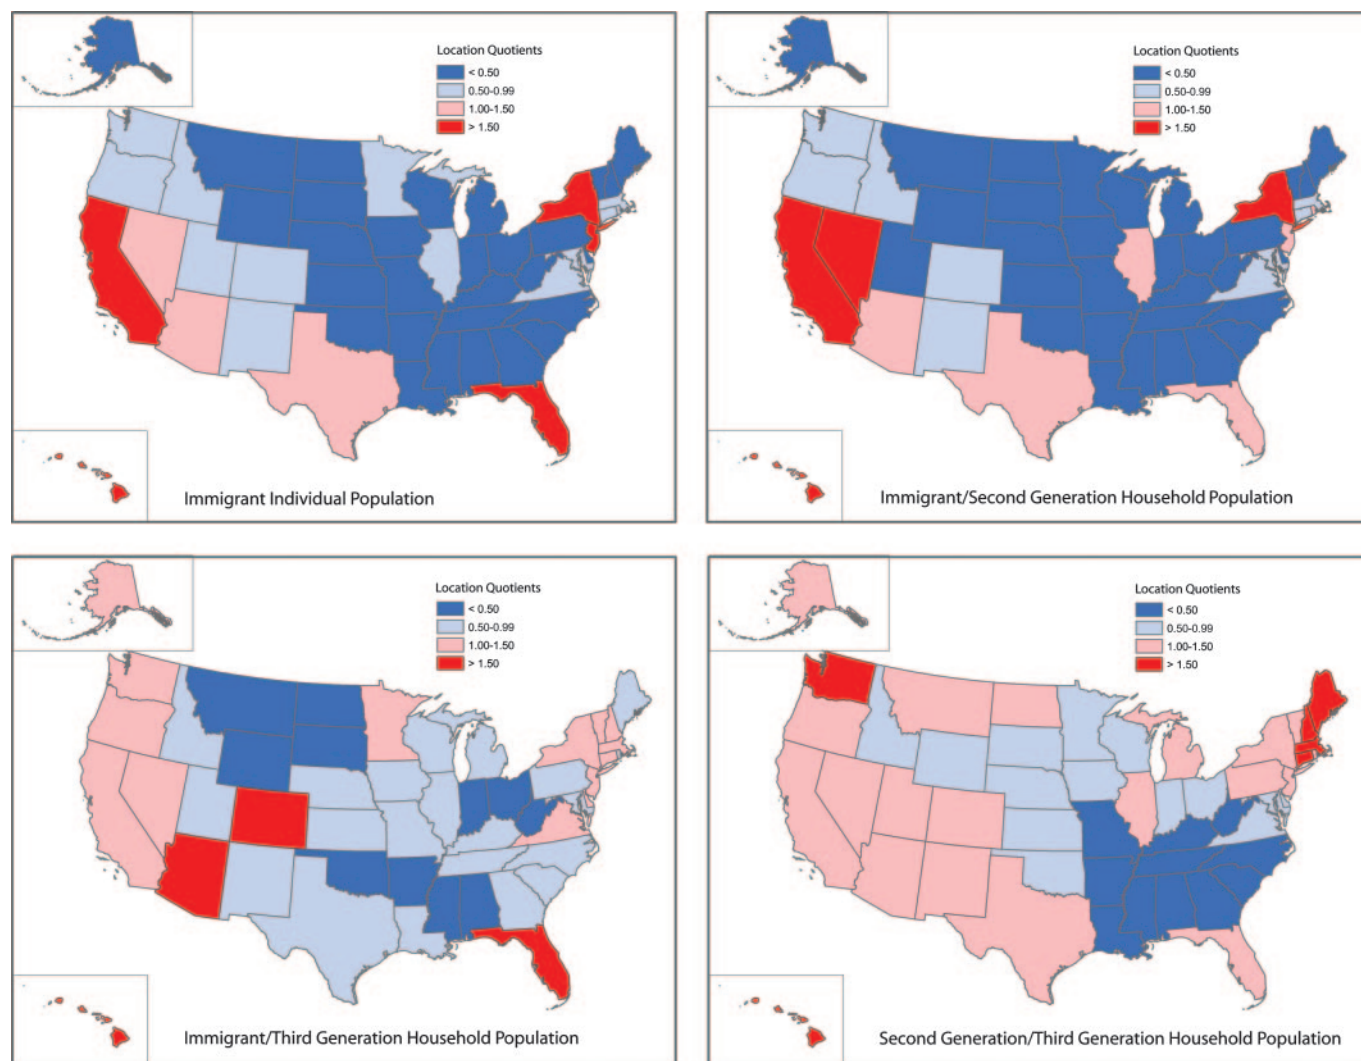 Location Quotients
< 0.50
0.50-0.99
1.00-1.50
> 1.50
Immigrant Individual Population
Location Quotients
< 0.50
0.50-0.99
1.00-1.50
> 1.50
Immigrant/Second Generation Household Population
Location Quotients
< 0.50
0.50-0.99
1.00-1.50
> 1.50
Immigrant/Third Generation Household Population
Location Quotients
< 0.50
0.50-0.99
1.00-1.50
> 1.50
Second Generation/Third Generation Household Population